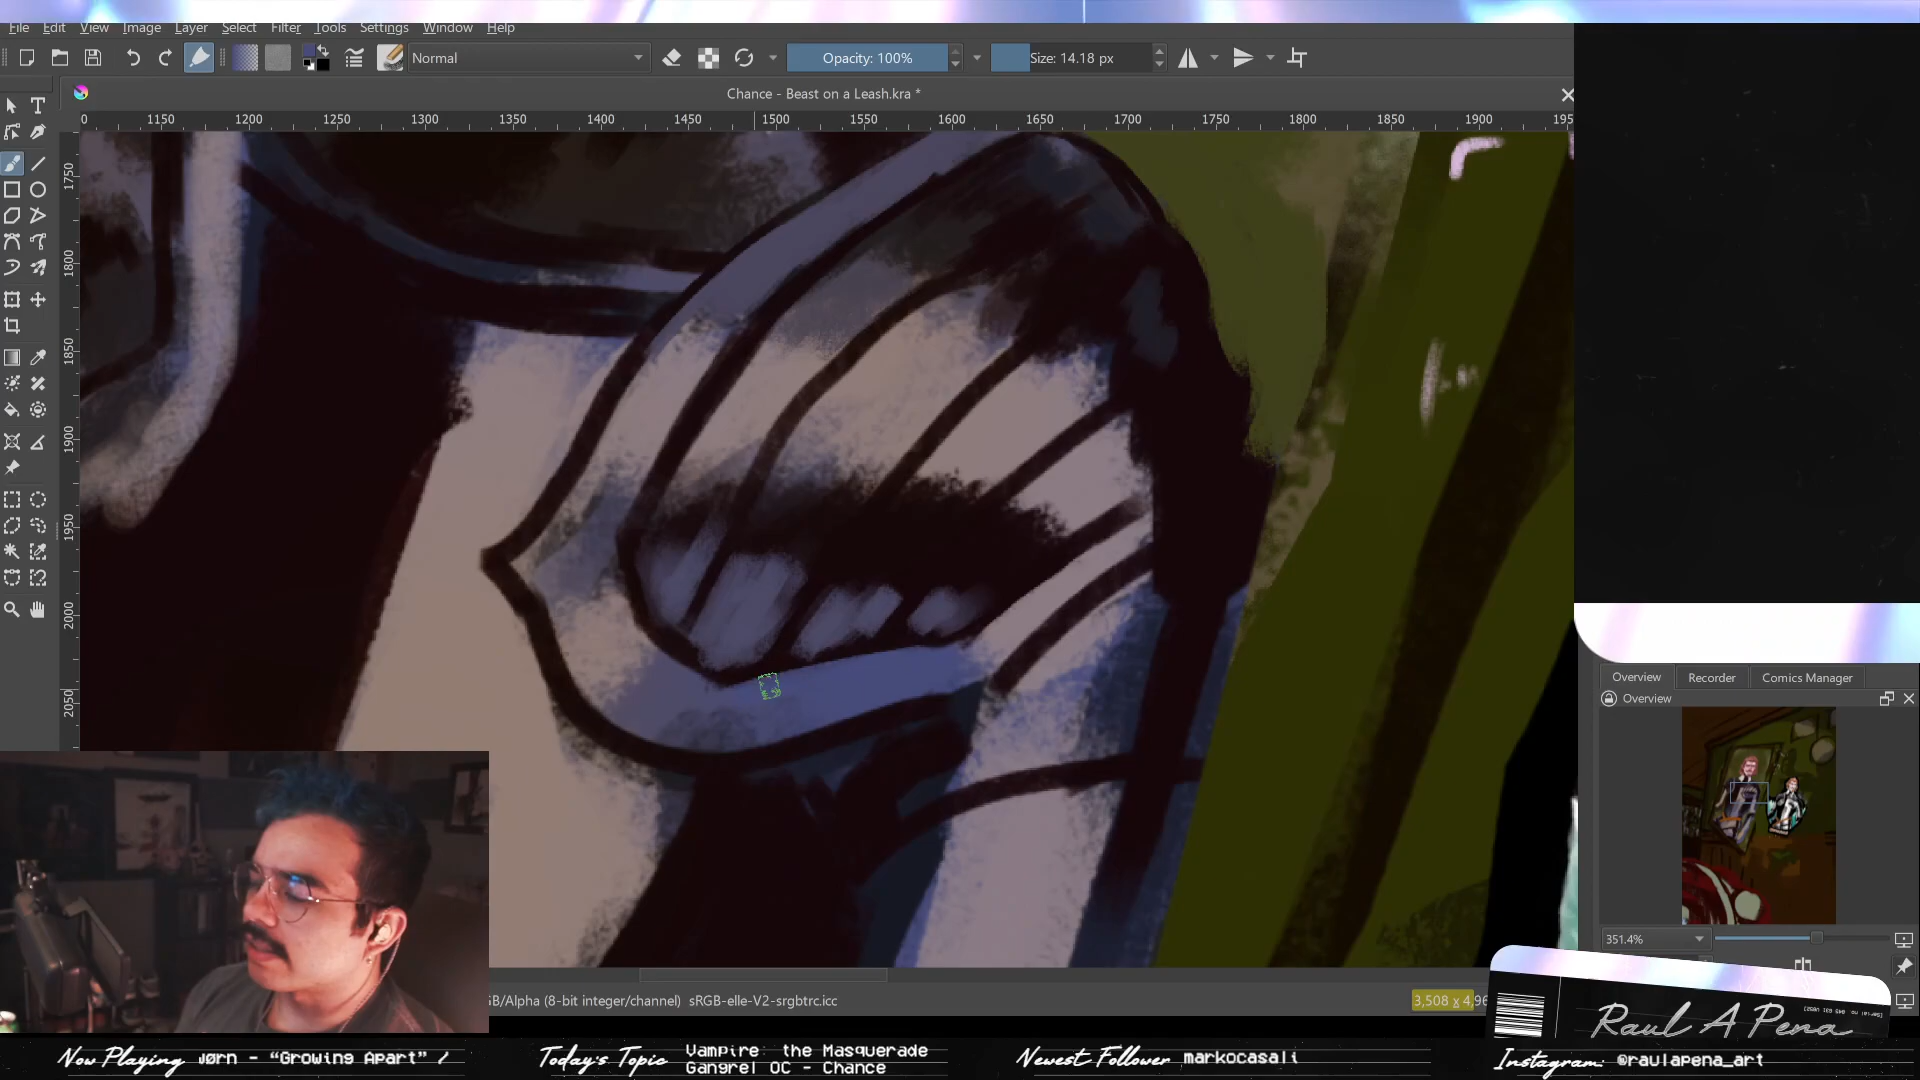 File Edit View Image Layer Select Filter Tools Settings Window Help
Normal
Opacity: 100%
Size: 14.18 px
Chance - Beast on a Leash.kra *
0 1150 1200 1250 1300 1350 1400 1450 1500 1550 1600 1650 1700 1750 1800 1850 1900 195
1750
1800
1850
1900
1950
2000
2050
Overview Recorder Comics Manager
Overview
351.4%
GB/Alpha (8-bit integer/channel) sRGB-elle-V2-srgbtrc.icc
3,508 x 4,96
Raul A Pena
Now Playing Jørn - "Growing Apart" /
Today's Topic Vampire: the Masquerade
Gangrel OC - Chance
Newest Follower markocasali
Instagram: @raulapena_art